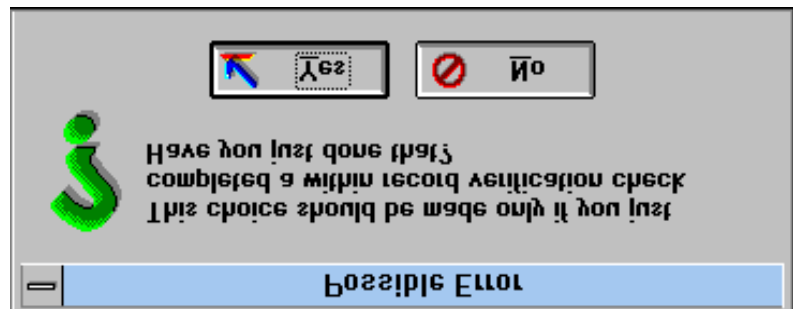 Possible Error
This choice should be made only if you just
completed a within record verification check
Have you just done that?
Yes
No